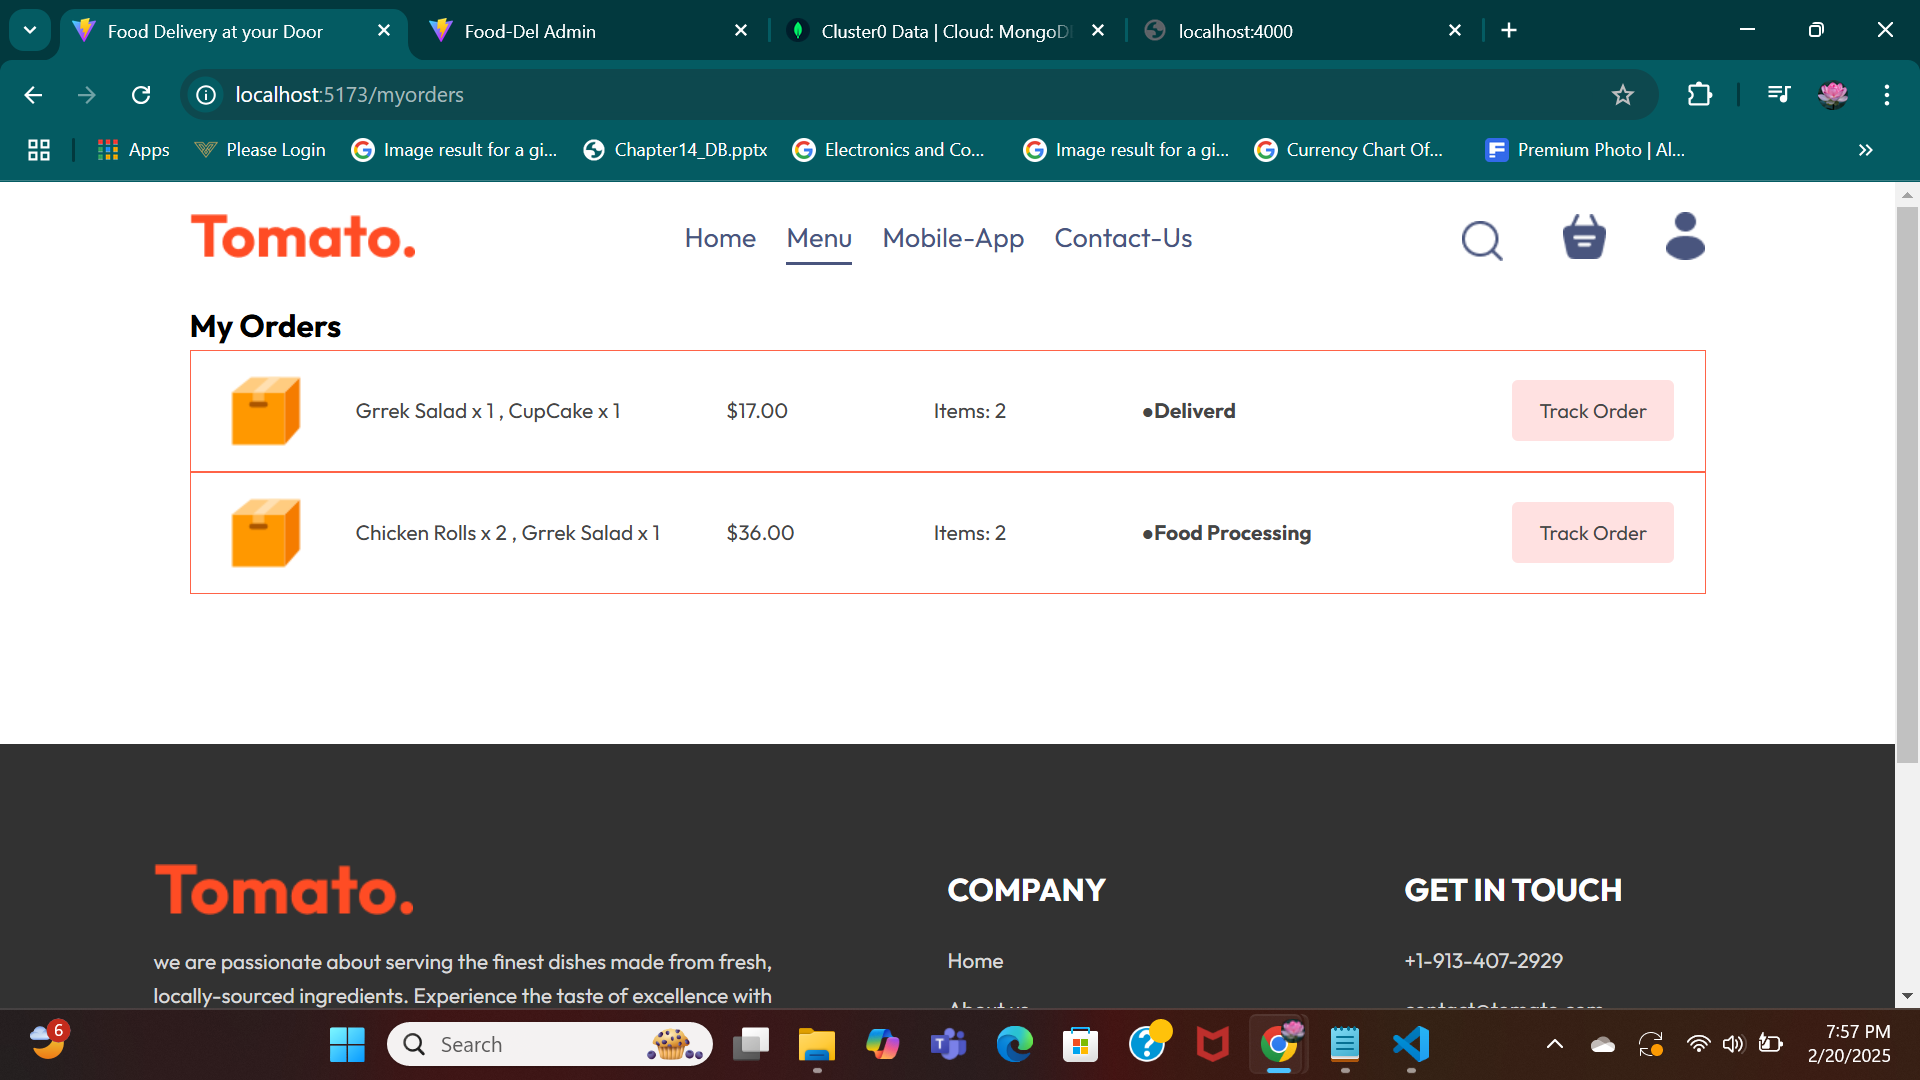 Food Delivery at your Door
Food-Del Admin
Cluster0 Data | Cloud: MongoD
localhost:4000
localhost:5173/myorders
Apps
Please Login
Image result for a gi...
Chapter14_DB.pptx
Electronics and Co...
Image result for a gi...
Currency Chart Of...
Premium Photo | Al...
Tomato.
Home
Menu
Mobile-App
Contact-Us
My Orders
Grrek Salad x 1 , CupCake x 1
$17.00
Items: 2
●Deliverd
Track Order
Chicken Rolls x 2 , Grrek Salad x 1
$36.00
Items: 2
●Food Processing
Track Order
Tomato.
COMPANY
GET IN TOUCH
we are passionate about serving the finest dishes made from fresh,
Home
+1-913-407-2929
locally-sourced ingredients. Experience the taste of excellence with
6
Search
7:57 PM
2/20/2025